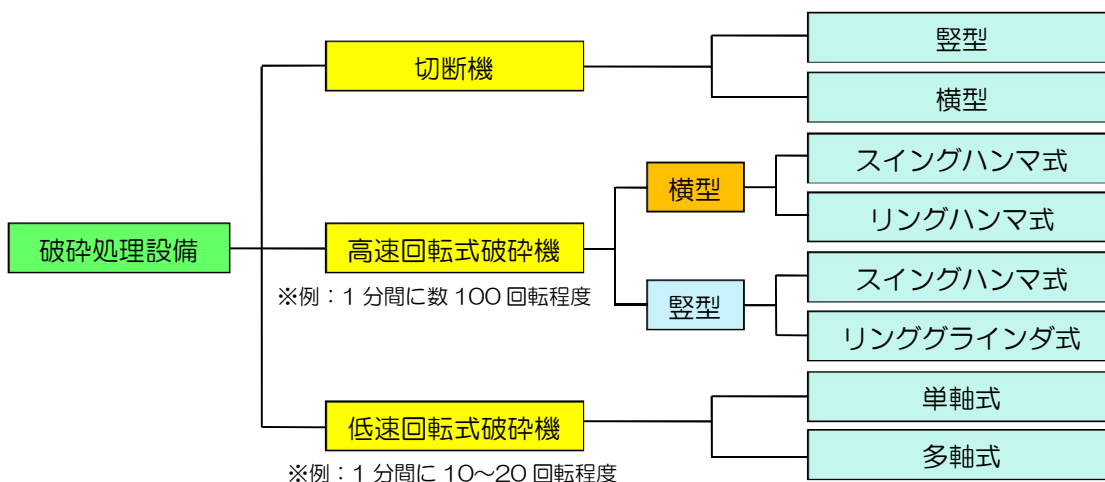 破砕処理設備
切断機
竪型
横型
高速回転式破砕機
※例：1 分間に数 100 回転程度
横型
スイングハンマ式
リングハンマ式
竪型
スイングハンマ式
リンググラインダ式
低速回転式破砕機
※例：1 分間に 10～20 回転程度
単軸式
多軸式